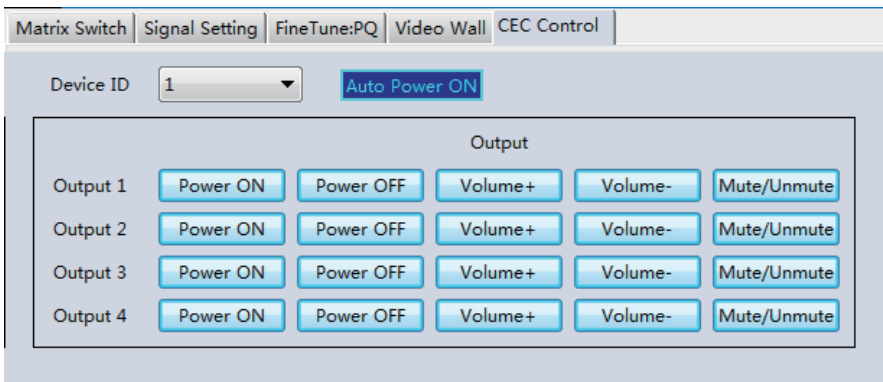 Matrix Switch Signal Setting FineTune:PQ Video Wall CEC Control
Device ID 1 Auto Power ON
Output
Output 1 Power ON Power OFF Volume+ Volume- Mute/Unmute
Output 2 Power ON Power OFF Volume+ Volume- Mute/Unmute
Output 3 Power ON Power OFF Volume+ Volume- Mute/Unmute
Output 4 Power ON Power OFF Volume+ Volume- Mute/Unmute